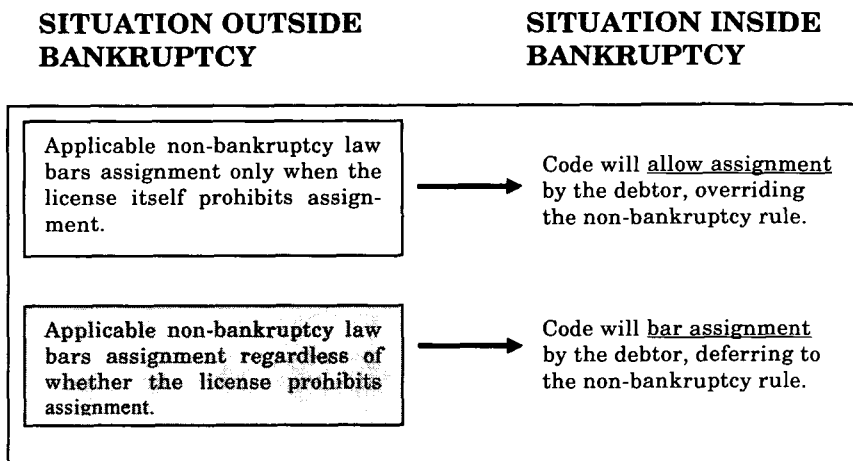 SITUATION OUTSIDE
BANKRUPTCY
SITUATION INSIDE
BANKRUPTCY
Applicable non-bankruptcy law
bars assignment only when the
license itself prohibits assign-
ment.
Code will allow assignment
by the debtor, overriding
the non-bankruptcy rule.
Applicable non-bankruptcy law
bars assignment regardless of
whether the license prohibits
assignment.
Code will bar assignment
by the debtor, deferring to
the non-bankruptcy rule.